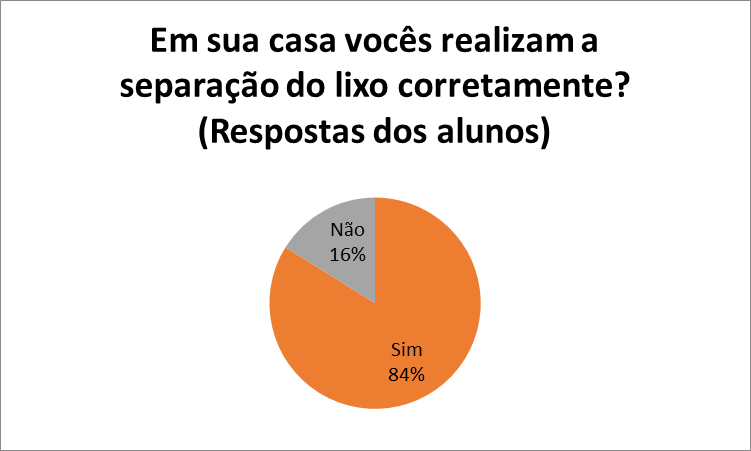 Em sua casa vocês realizam a
separação do lixo corretamente?
(Respostas dos alunos)
Não
16%
Sim
84%